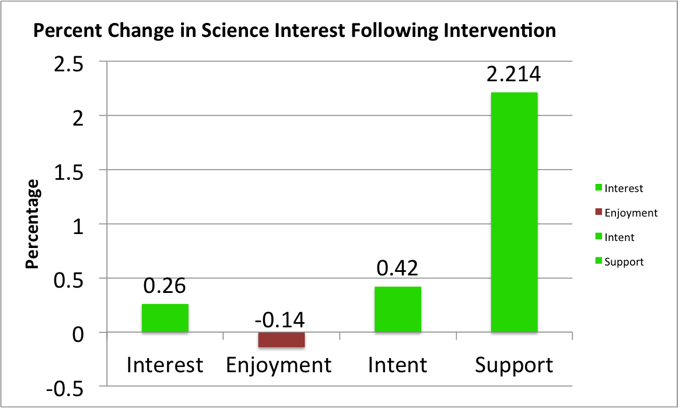 Percent Change in Science Interest Following Intervention
2.5
2
1.5
1
0.5
0
-0.5
Percentage
0.26
-0.14
0.42
2.214
Interest
Enjoyment
Intent
Support
Interest
Enjoyment
Intent
Support